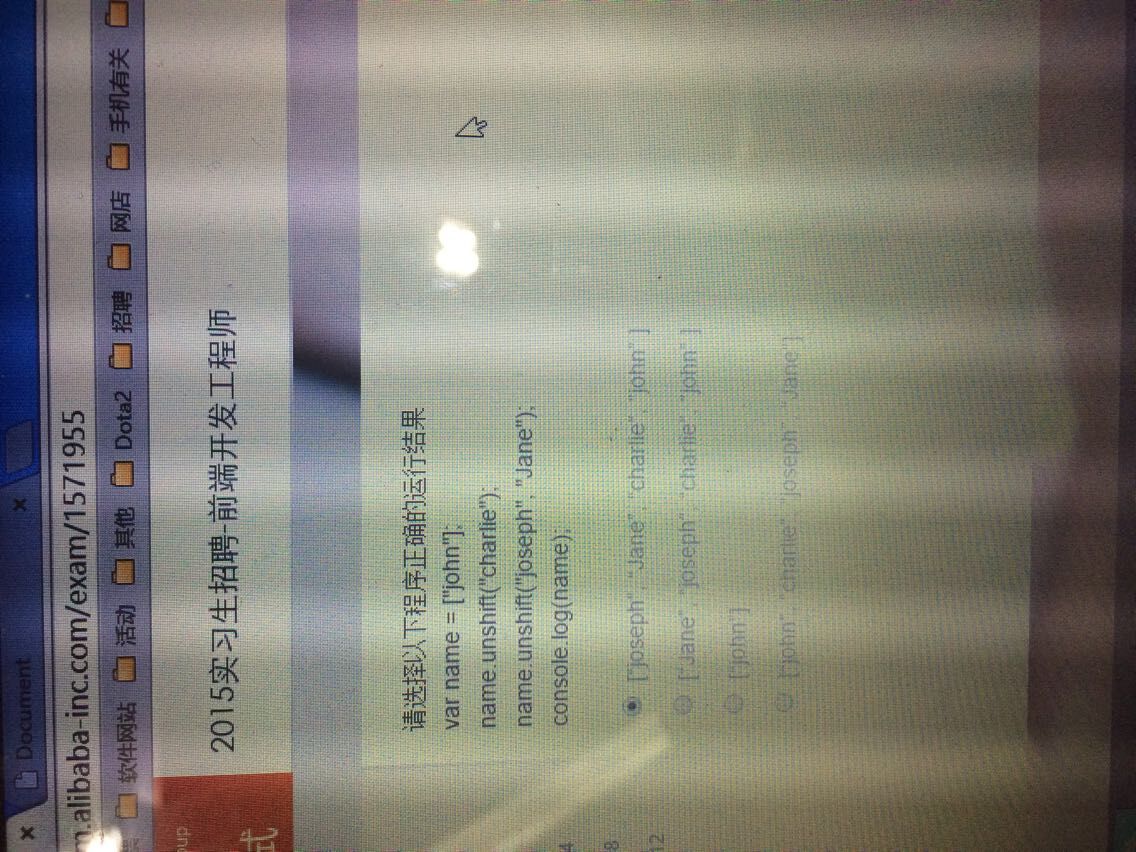 Document
m.alibaba-inc.com/exam/1571955
软件网站 活动 其他 Dota2 招聘 网店 手机有关
2015实习生招聘-前端开发工程师
oup
式
请选择以下程序正确的运行结果
var name = ["john"];
name.unshift("charlie");
name.unshift("joseph", "Jane");
console.log(name);
["joseph","Jane","charlie","john" ]
["Jane","joseph","charlie","john" ]
["john"]
["john","charlie","joseph","Jane"]
4
8
12